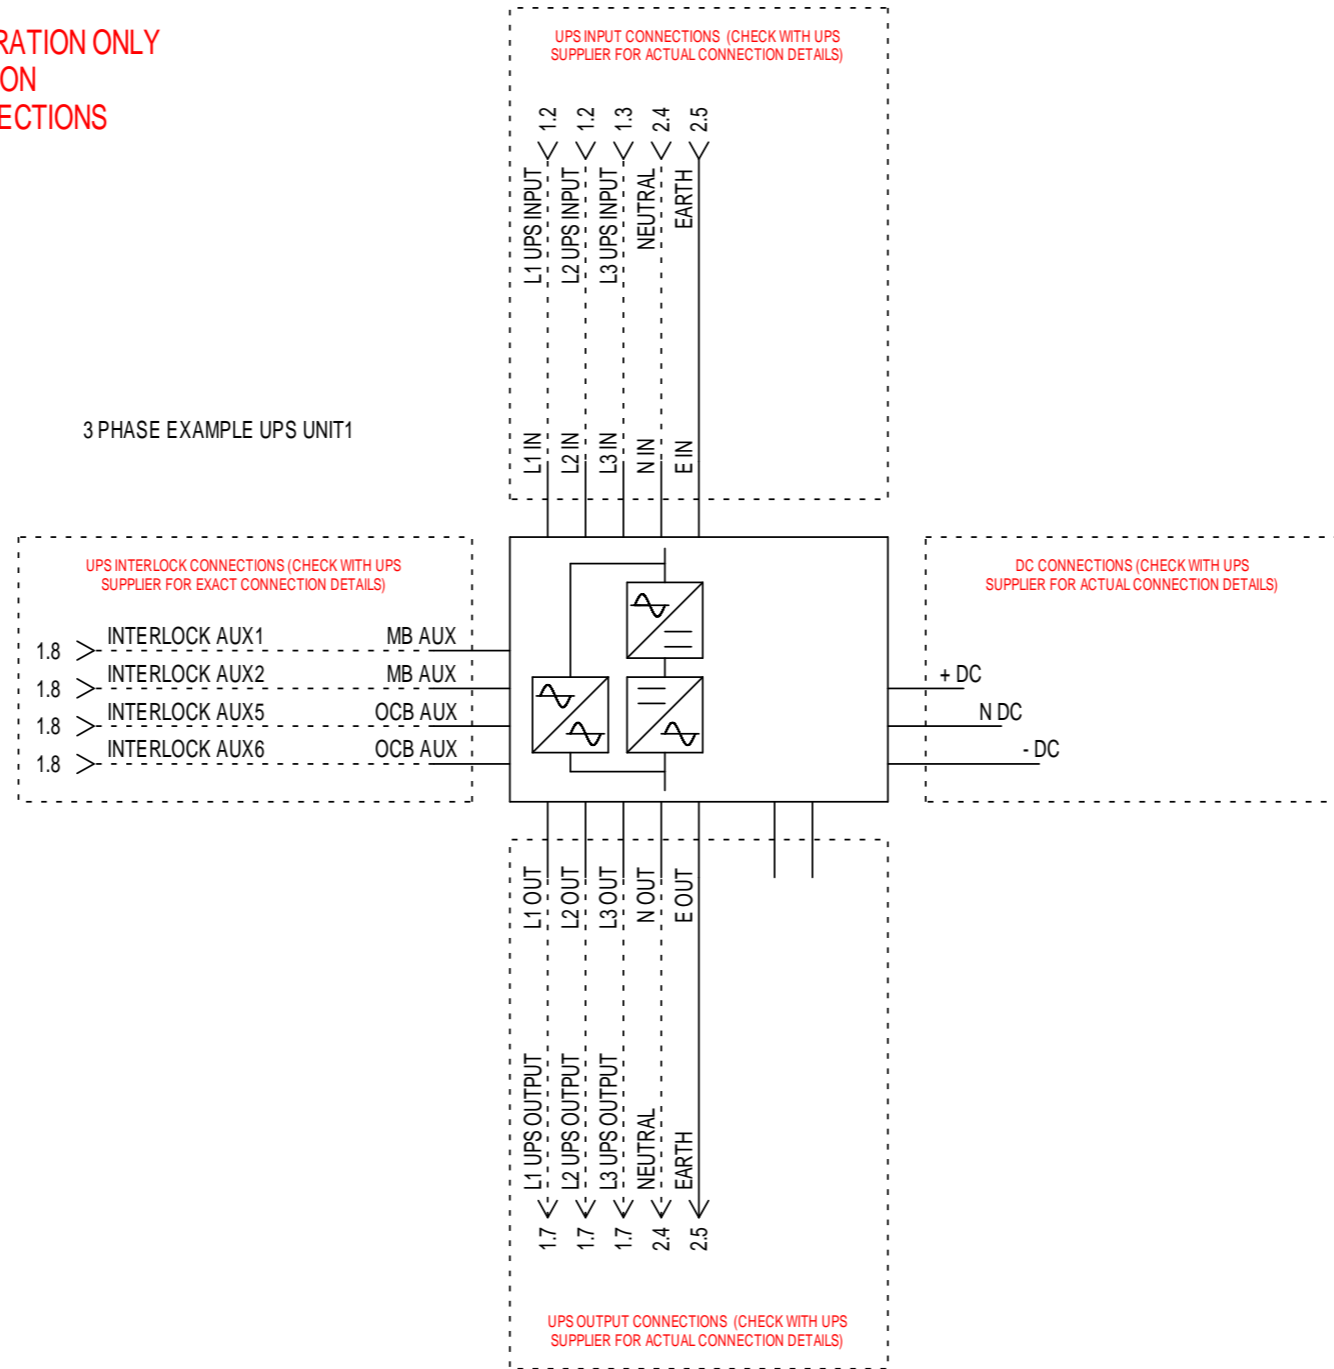 RATION ONLY
ON
ECTIONS
UPS INPUT CONNECTIONS (CHECK WITH UPS
SUPPLIER FOR ACTUAL CONNECTION DETAILS)
1.2
1.2
1.3
2.4
2.5
L1 UPS INPUT
L2 UPS INPUT
L3 UPS INPUT
NEUTRAL
EARTH
3 PHASE EXAMPLE UPS UNIT1
L1 IN
L2 IN
L3 IN
N IN
E IN
UPS INTERLOCK CONNECTIONS (CHECK WITH UPS
SUPPLIER FOR EXACT CONNECTION DETAILS)
1.8 INTERLOCK AUX1 MB AUX
1.8 INTERLOCK AUX2 MB AUX
1.8 INTERLOCK AUX5 OCB AUX
1.8 INTERLOCK AUX6 OCB AUX
DC CONNECTIONS (CHECK WITH UPS
SUPPLIER FOR ACTUAL CONNECTION DETAILS)
+ DC
N DC
- DC
L1 OUT
L2 OUT
L3 OUT
N OUT
E OUT
L1 UPS OUTPUT
L2 UPS OUTPUT
L3 UPS OUTPUT
NEUTRAL
EARTH
1.7
1.7
1.7
2.4
2.5
UPS OUTPUT CONNECTIONS (CHECK WITH UPS
SUPPLIER FOR ACTUAL CONNECTION DETAILS)